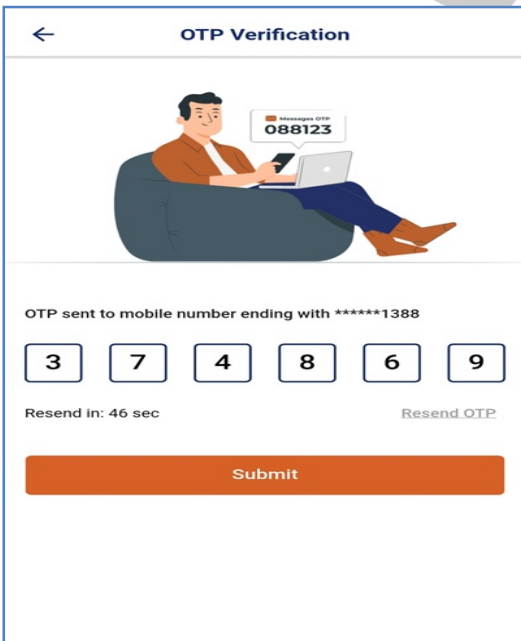 OTP Verification
Messages OTP
088123
OTP sent to mobile number ending with ******1388
3 7 4 8 6 9
Resend in: 46 sec Resend OTP
Submit